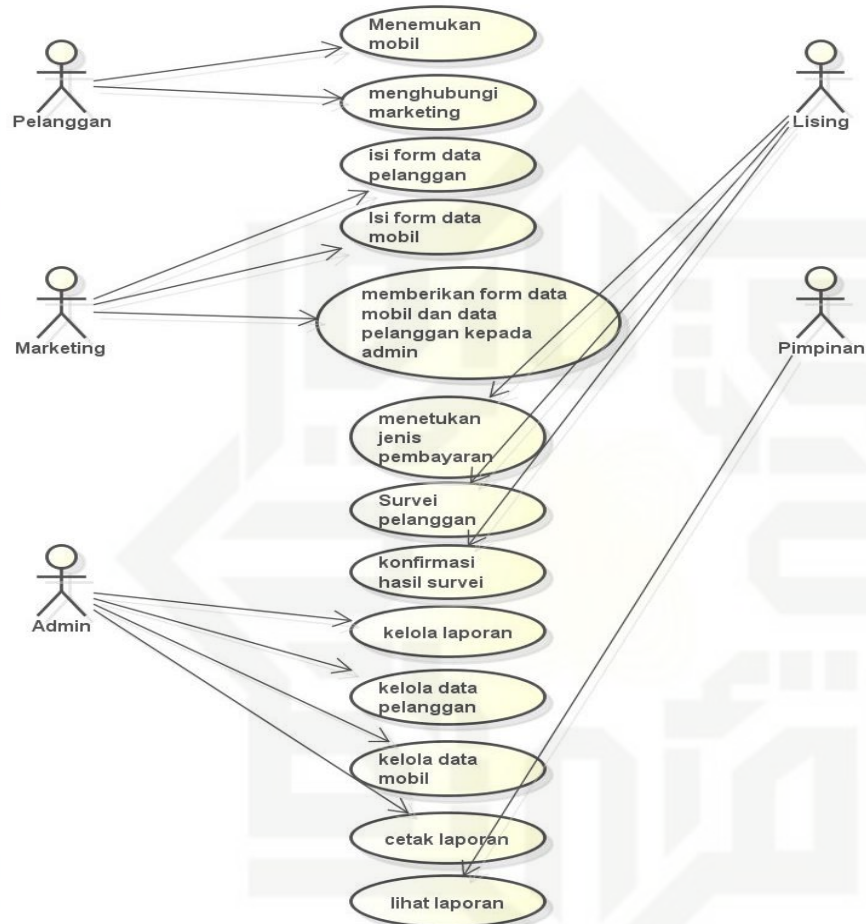 Menemukan
mobil
menghubungi
marketing
Pelanggan
Lising
isi form data
pelanggan
Isi form data
mobil
memberikan form data
mobil dan data
pelanggan kepada
admin
Marketing
Pimpinan
menetukan
jenis
pembayaran
Survei
pelanggan
konfirmasi
hasil survei
Admin
kelola laporan
kelola data
pelanggan
kelola data
mobil
cetak laporan
lihat laporan